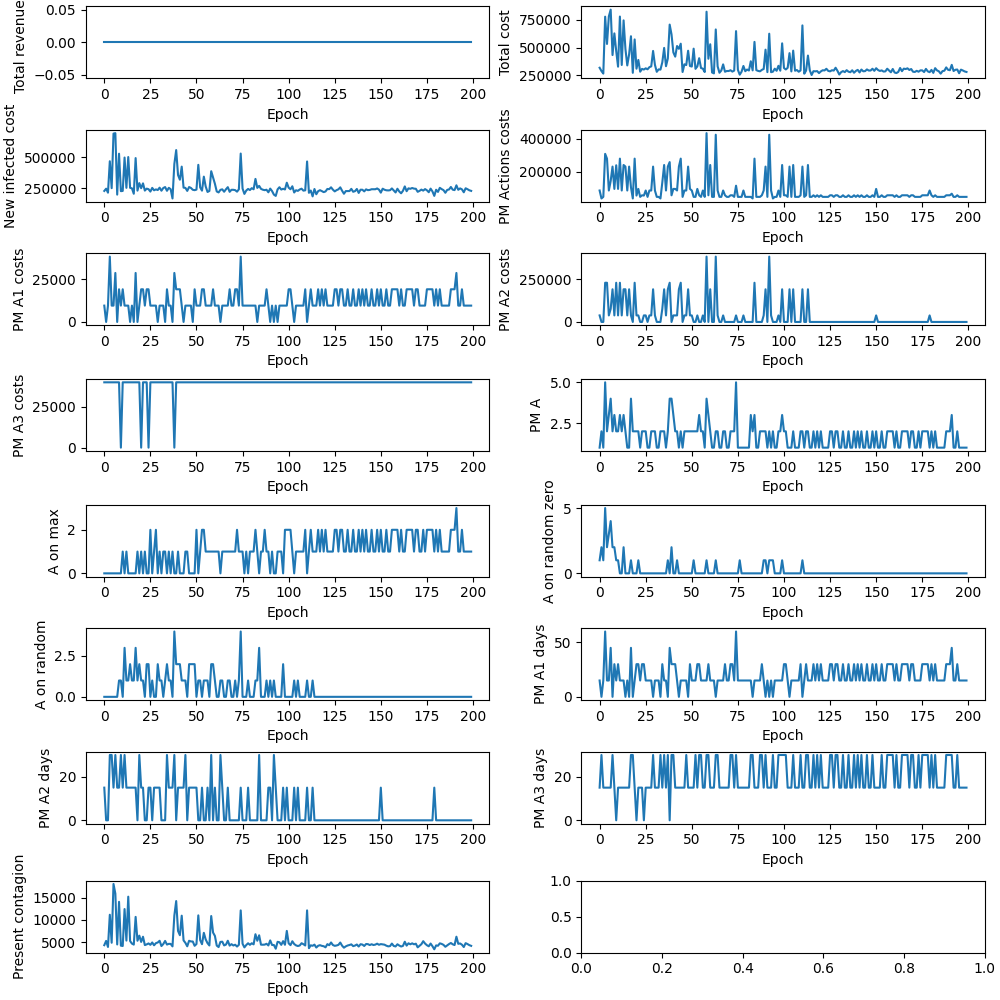 Total revenue
0.05
0.00
−0.05
0 25 50 75 100 125 150 175 200
Epoch
Total cost
750000
500000
250000
0 25 50 75 100 125 150 175 200
Epoch
New infected cost
500000
250000
0 25 50 75 100 125 150 175 200
Epoch
PM Actions costs
400000
200000
0 25 50 75 100 125 150 175 200
Epoch
PM A1 costs
25000
0
0 25 50 75 100 125 150 175 200
Epoch
PM A2 costs
250000
0
0 25 50 75 100 125 150 175 200
Epoch
PM A3 costs
25000
0
0 25 50 75 100 125 150 175 200
Epoch
PM A
5.0
2.5
0 25 50 75 100 125 150 175 200
Epoch
A on max
2
0
0 25 50 75 100 125 150 175 200
Epoch
A on random zero
5
0
0 25 50 75 100 125 150 175 200
Epoch
A on random
2.5
0.0
0 25 50 75 100 125 150 175 200
Epoch
PM A1 days
50
0
0 25 50 75 100 125 150 175 200
Epoch
PM A2 days
20
0
0 25 50 75 100 125 150 175 200
Epoch
PM A3 days
20
0
0 25 50 75 100 125 150 175 200
Epoch
Present contagion
15000
5000
0 25 50 75 100 125 150 175 200
Epoch
1.0
0.5
0.0
0.0 0.2 0.4 0.6 0.8 1.0